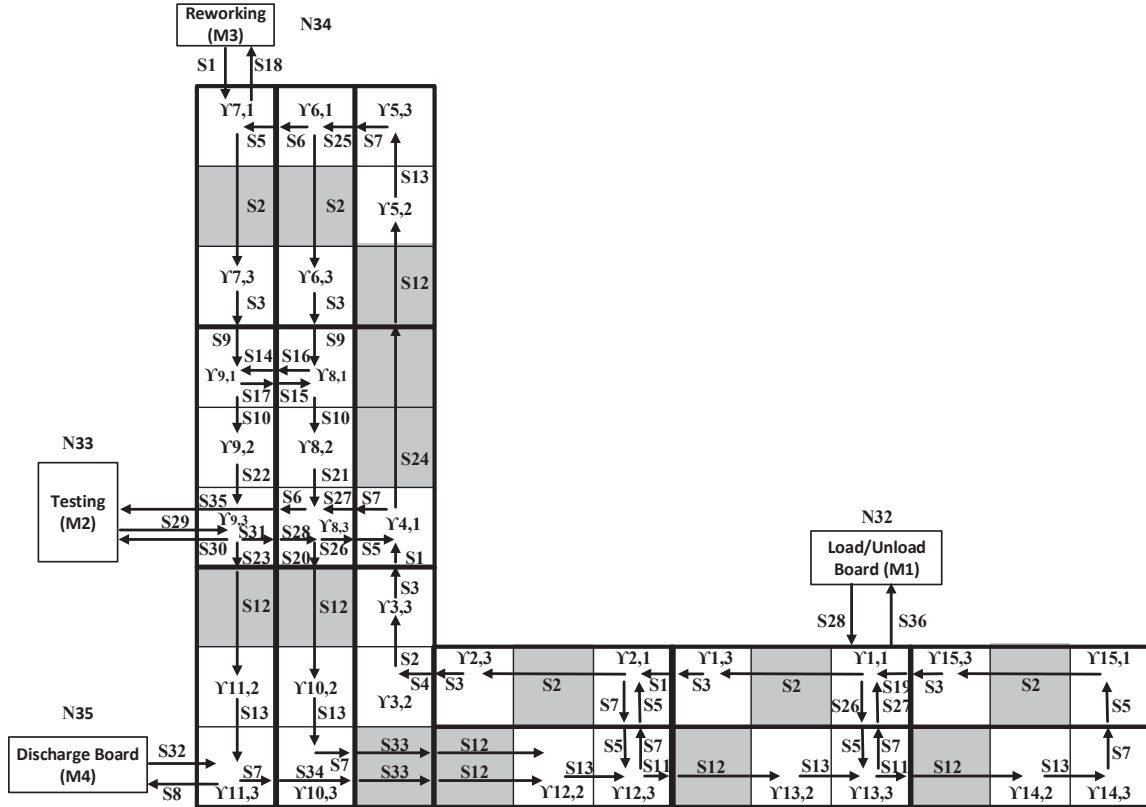 Reworking
(M3)
N34
S1 S18
ϒ7,1 ϒ6,1 ϒ5,3
S5 S6 S25 S7
S13
S2 S2 ϒ5,2
ϒ7,3 ϒ6,3 S12
S3 S3
S9 S9
S14 S16
ϒ9,1 ϒ8,1
S17 S15
S10 S10
N33
ϒ9,2 ϒ8,2
S24
S22 S21
Testing
(M2)
S35 S6 S27 S7
S29 ϒ9,3 S31 S28 ϒ8,3 ϒ4,1
S30 S23 S20 S26 S5 S1
N32
Load/Unload
Board (M1)
S3
S12 S12 ϒ3,3
S28 S36
S2 ϒ2,3 ϒ2,1 ϒ1,3 ϒ1,1 ϒ15,3 ϒ15,1
S4 S3 S2 S1 S3 S2 S19 S3 S2
ϒ11,2 ϒ10,2 ϒ3,2
S7 S5 S26 S27 S5
S13 S13
N35
Discharge Board
(M4)
S32 S8
S7 S33 S12 S5 S7 S5 S7 S7
S7 S34 S33 S12 S13 S11 S12 S13 S11 S12 S13
ϒ11,3 ϒ10,3 ϒ12,2 ϒ12,3 ϒ13,2 ϒ13,3 ϒ14,2 ϒ14,3